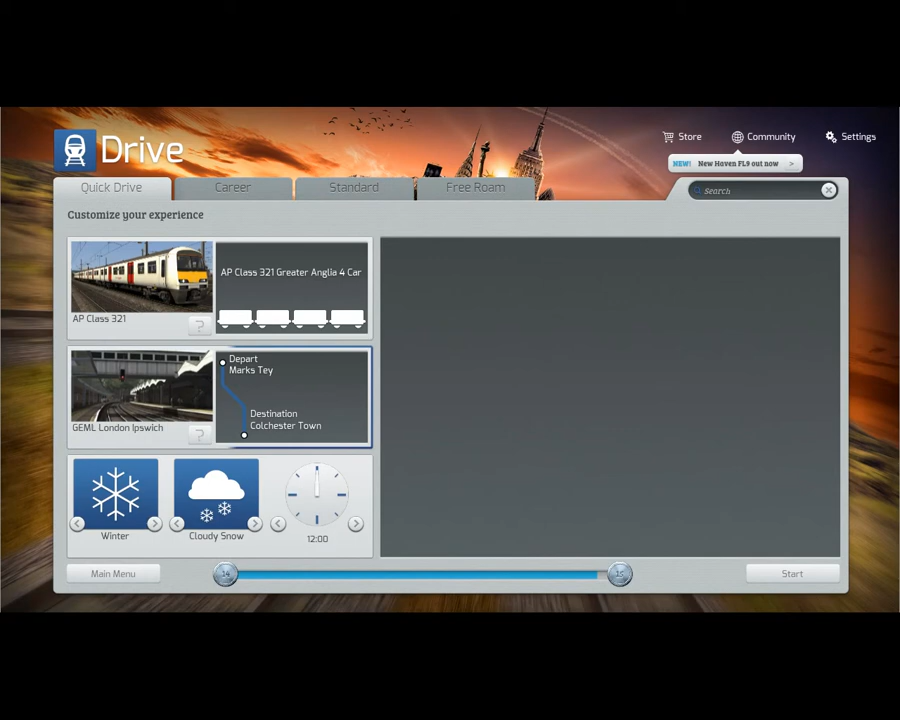 Drive
Store
Community
Settings
NEW! New Haven FL9 out now >
Quick Drive
Career
Standard
Free Roam
Search
Customize your experience
AP Class 321
?
AP Class 321 Greater Anglia 4 Car
GEML London Ipswich
?
Depart
Marks Tey
Destination
Colchester Town
Winter
Cloudy Snow
12:00
Main Menu
14
15
Start